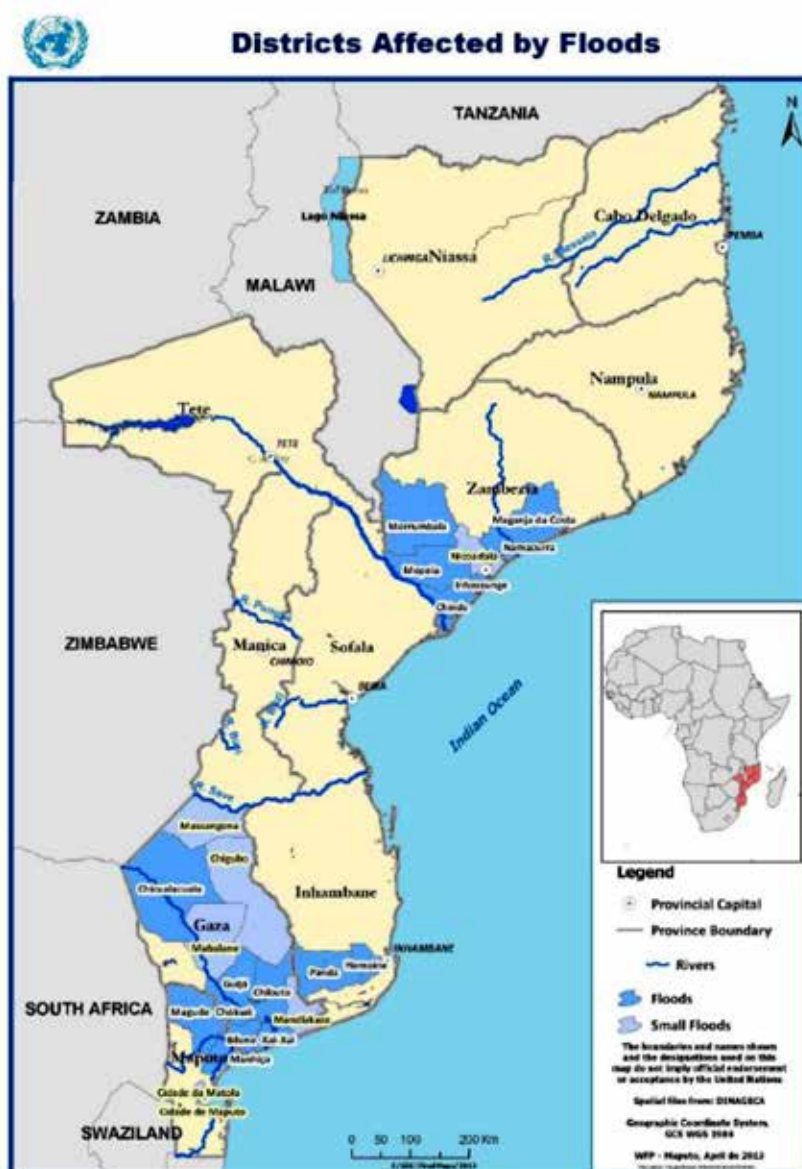 Districts Affected by Floods
N
TANZANIA
ZAMBIA
Lago Niassa
Cabo Delgado
PEMBA
LICHINGA
Niassa
MALAWI
Nampula
NAMPULA
Tete
TETE
Zambezia
Morrumbala
Maganja da Costa
Nicoadala
Namacurra
Mopeia
Inhassunge
Chinde
ZIMBABWE
Manica
Sofala
CHIMOIO
BEIRA
Indian Ocean
R. Save
Massangena
Chigubo
Chicualacuala
Inhambane
Gaza
Mabalane
INHAMBANE
Panda
Guijá
Chibuto
SOUTH AFRICA
Magude
Chókwè
Mandlakaze
Bilene
Xai-Xai
Maputo
Manhiça
Cidade da Matola
Cidade de Maputo
SWAZILAND
0 50 100 200 Km
Legend
Provincial Capital
Province Boundary
Rivers
Floods
Small Floods
The boundaries and names shown
and the designations used on this
map do not imply official endorsement
or acceptance by the United Nations
Spatial files from: DINAGECA
Geographic Coordinate System,
GCS WGS 1984
WFP - Maputo, April de 2013